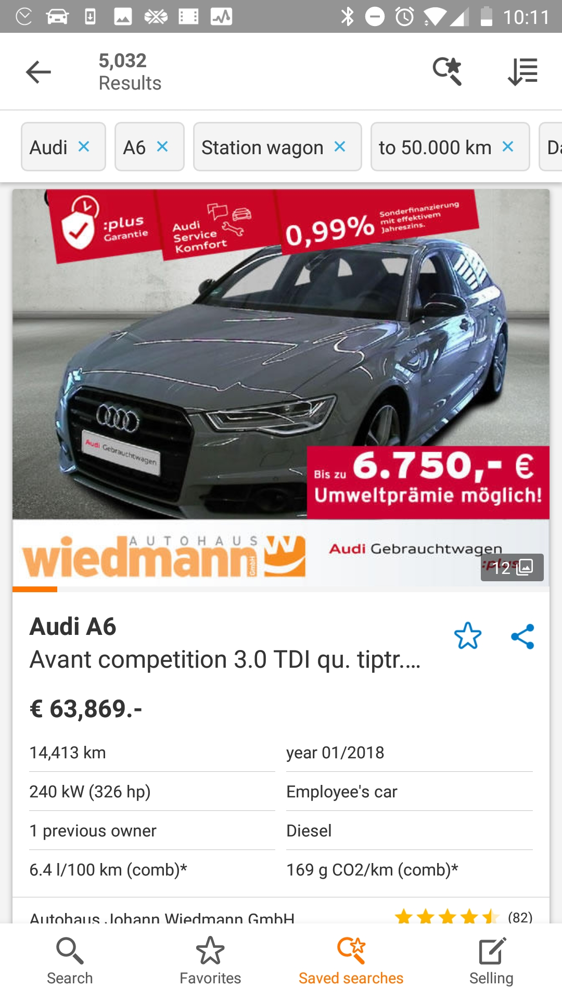 10:11
5,032
Results
Audi
A6
Station wagon
to 50.000 km
:plus
Garantie
Audi
Service
Komfort
0,99%
Sonderfinanzierung
mit effektivem
Jahreszins.
Audi Gebrauchtwagen
Bis zu 6.750,- €
Umweltprämie möglich!
AUTOHAUS
wiedmann GmbH
Audi Gebrauchtwagen
:plus
12
Audi A6
Avant competition 3.0 TDI qu. tiptr....
€ 63,869.-
14,413 km
year 01/2018
240 kW (326 hp)
Employee's car
1 previous owner
Diesel
6.4 l/100 km (comb)*
169 g CO2/km (comb)*
Autohaus Johann Wiedmann GmbH
(82)
Search
Favorites
Saved searches
Selling